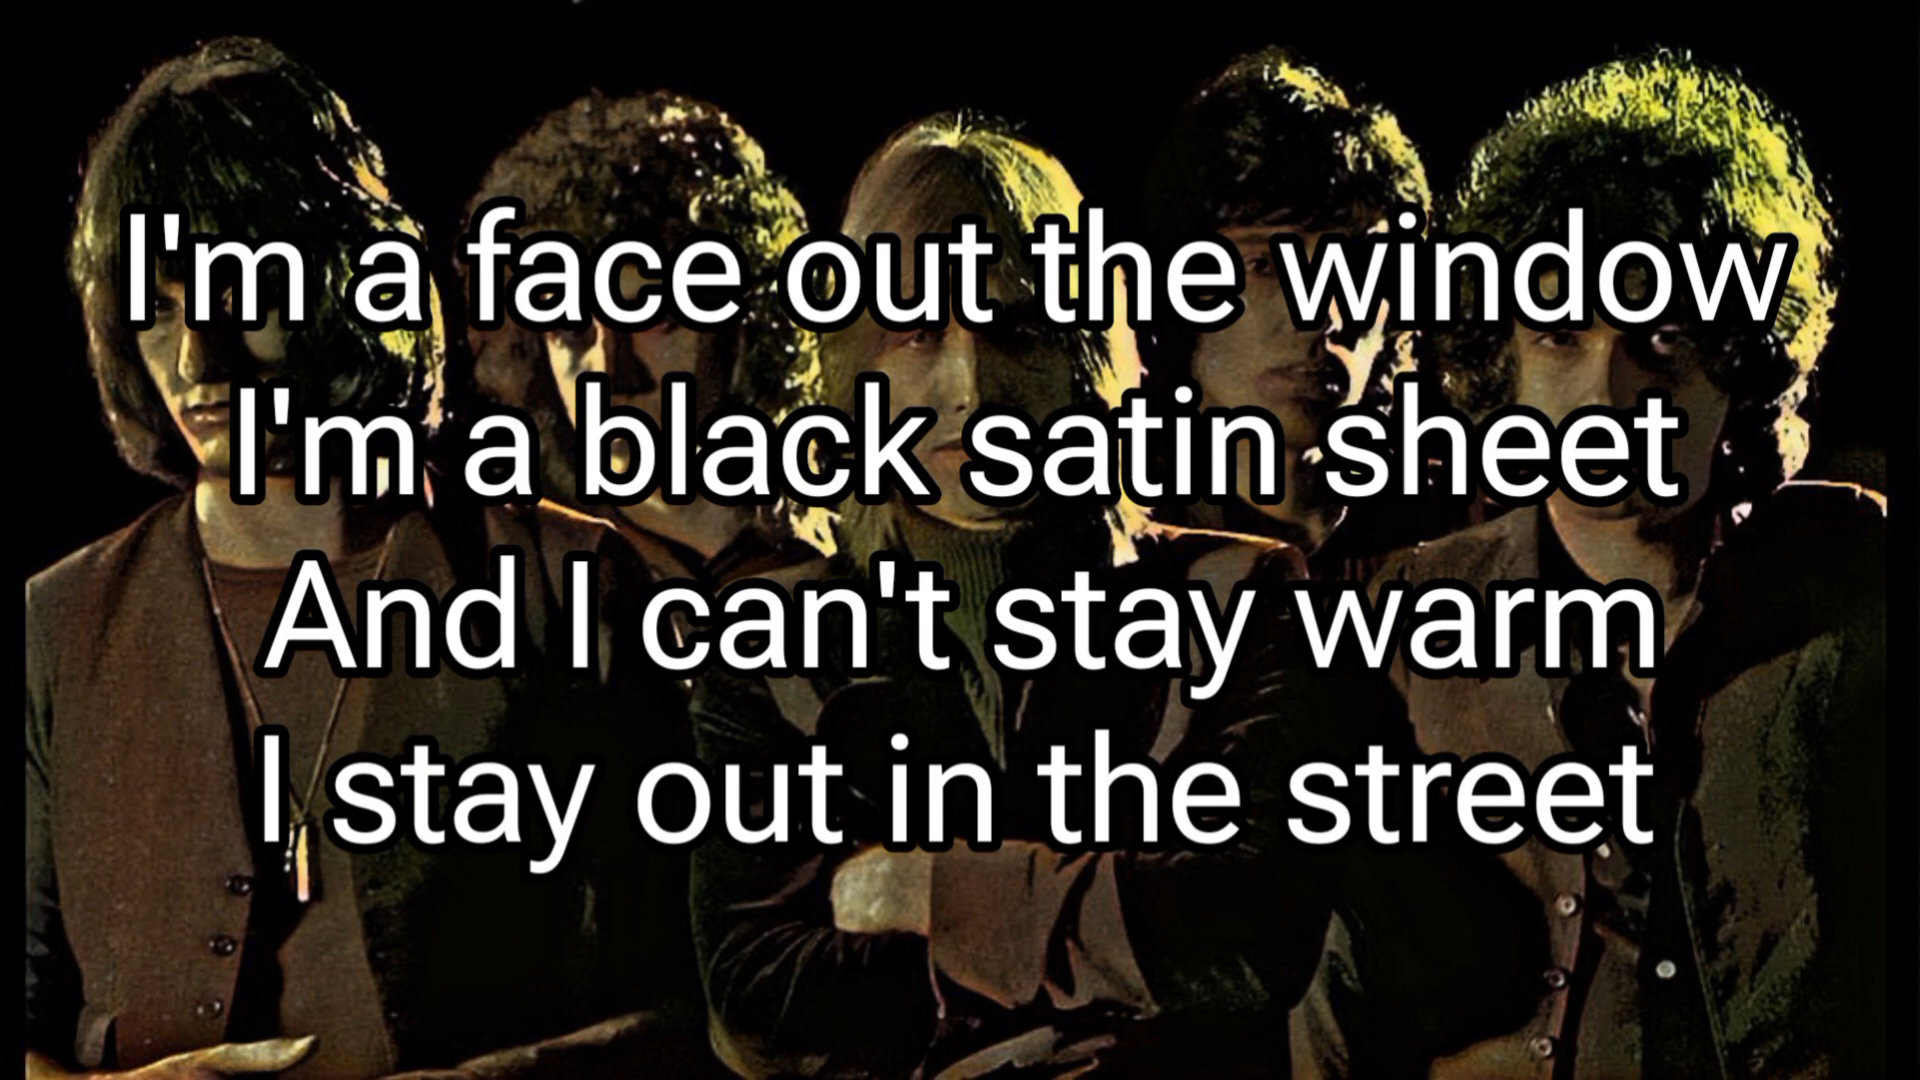 I'm a face out the window
I'm a black satin sheet
And I can't stay warm
I stay out in the street